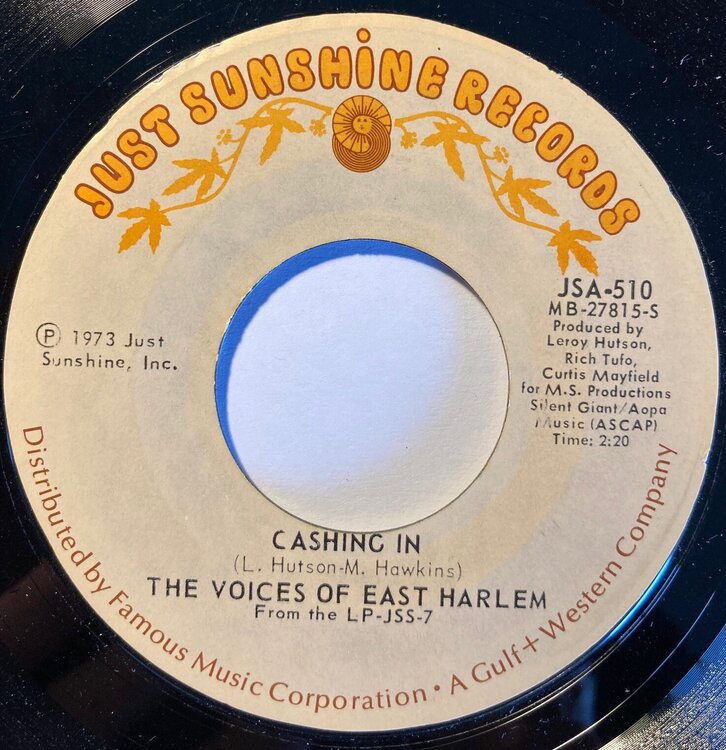 JUST SUNSHINE RECORDS
JSA-510
MB-27815-S
Produced by
Leroy Hutson,
Rich Tufo,
Curtis Mayfield
for M.S. Productions
Silent Giant/Aopa
Music (ASCAP)
Time: 2:20
℗ 1973 Just
Sunshine, Inc.
CASHING IN
(L. Hutson-M. Hawkins)
THE VOICES OF EAST HARLEM
From the LP-JSS-7
Distributed by Famous Music Corporation • A Gulf+Western Company